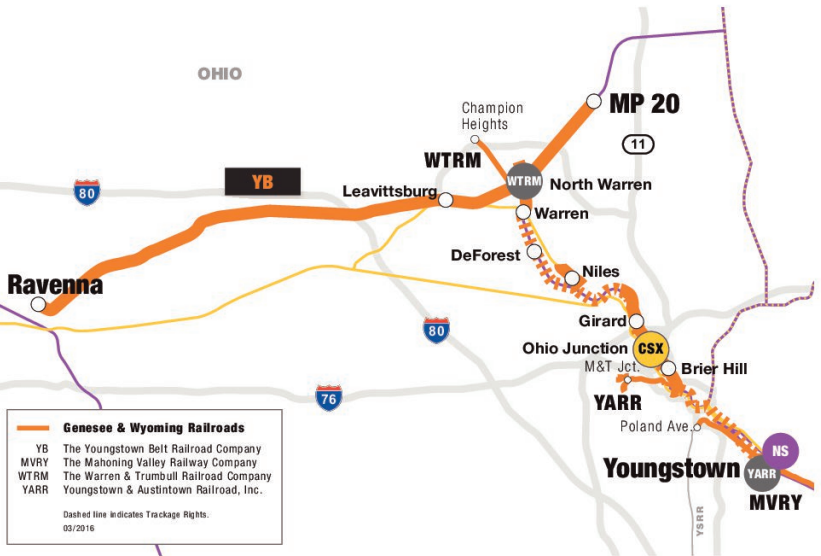 OHIO
MP 20
Champion
Heights
11
WTRM
WTRM
North Warren
YB
80
Leavittsburg
Warren
DeForest
Niles
Ravenna
Girard
80
Ohio Junction
CSX
M&T Jct.
Brier Hill
76
YARR
Poland Ave.
NS
Youngstown
YARR
MVRY
YSRR
Genesee & Wyoming Railroads
YB The Youngstown Belt Railroad Company
MVRY The Mahoning Valley Railway Company
WTRM The Warren & Trumbull Railroad Company
YARR Youngstown & Austintown Railroad, Inc.
Dashed line indicates Trackage Rights.
03/2016